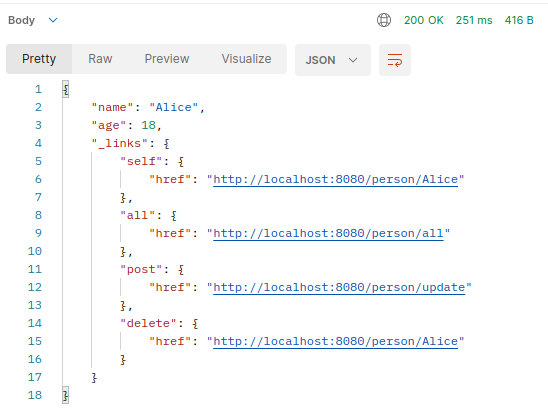 Body 200 OK 251 ms 416 B
Pretty Raw Preview Visualize JSON
1 {
2 "name": "Alice",
3 "age": 18,
4 "_links": {
5 "self": {
6 "href": "http://localhost:8080/person/Alice"
7 },
8 "all": {
9 "href": "http://localhost:8080/person/all"
10 },
11 "post": {
12 "href": "http://localhost:8080/person/update"
13 },
14 "delete": {
15 "href": "http://localhost:8080/person/Alice"
16 }
17 }
18 }